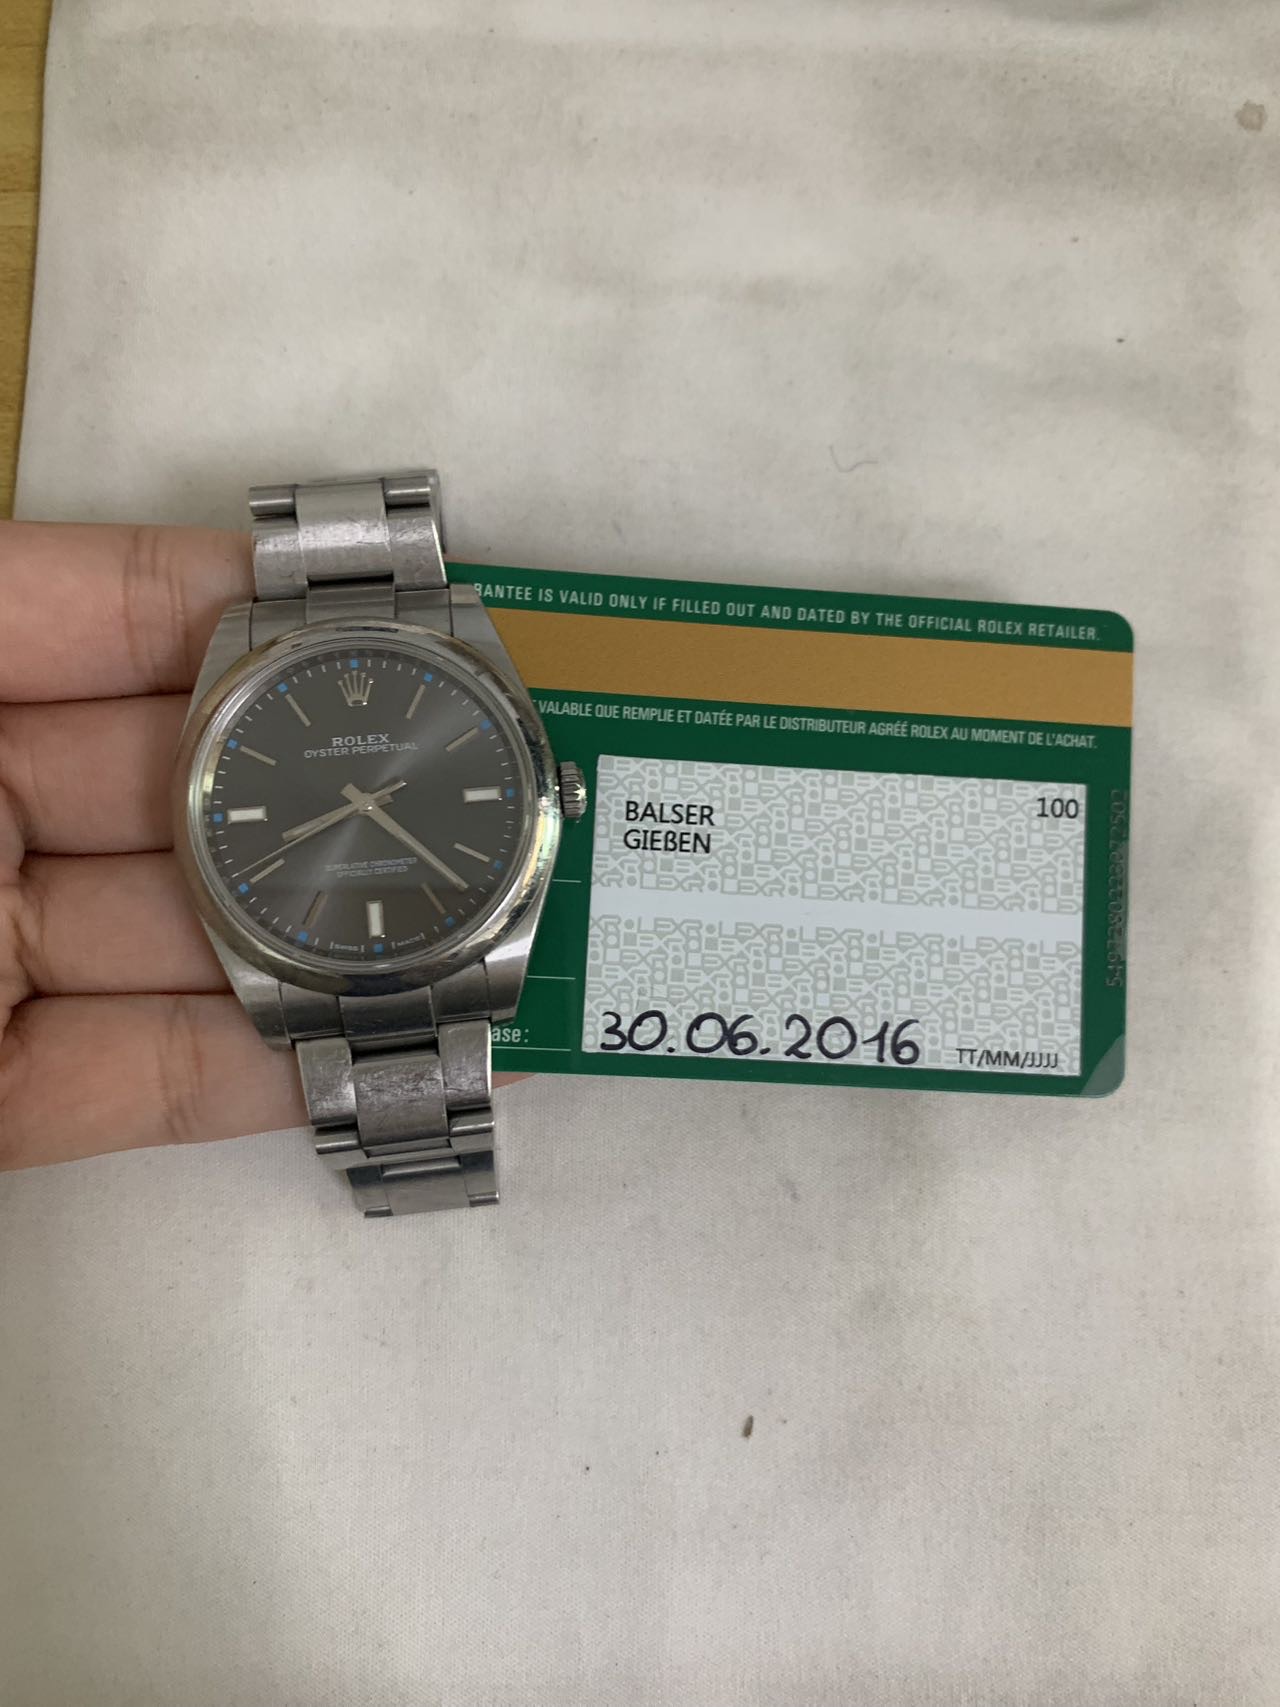 RANTEE IS VALID ONLY IF FILLED OUT AND DATED BY THE OFFICIAL ROLEX RETAILER.
VALABLE QUE REMPLIE ET DATÉE PAR LE DISTRIBUTEUR AGRÉÉ ROLEX AU MOMENT DE L'ACHAT.
BALSER 100
GIEẞEN
30.06.2016 TT/MM/JJJJ
ase:
ROLEX
OYSTER PERPETUAL
SUPERLATIVE CHRONOMETER
OFFICIALLY CERTIFIED
SWISS MADE